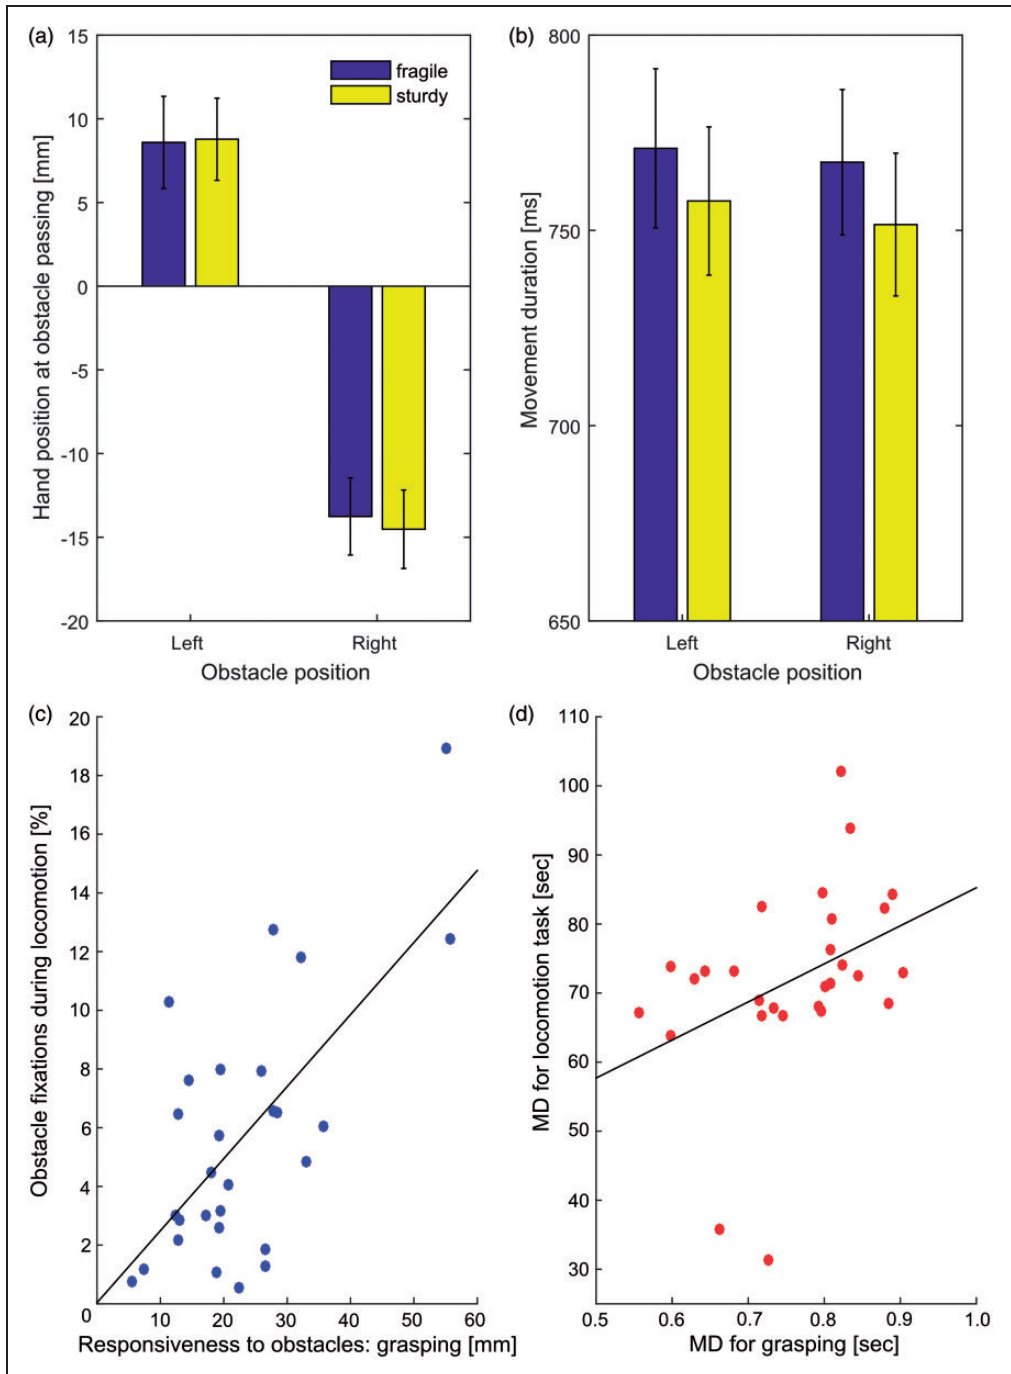 (a)
15
10
5
0
-5
-10
-15
-20
Hand position at obstacle passing [mm]
fragile
sturdy
Left
Right
Obstacle position
(b)
800
750
700
650
Movement duration [ms]
Left
Right
Obstacle position
(c)
20
18
16
14
12
10
8
6
4
2
0
Obstacle fixations during locomotion [%]
10
20
30
40
50
60
Responsiveness to obstacles: grasping [mm]
(d)
110
100
90
80
70
60
50
40
30
MD for locomotion task [sec]
0.5
0.6
0.7
0.8
0.9
1.0
MD for grasping [sec]